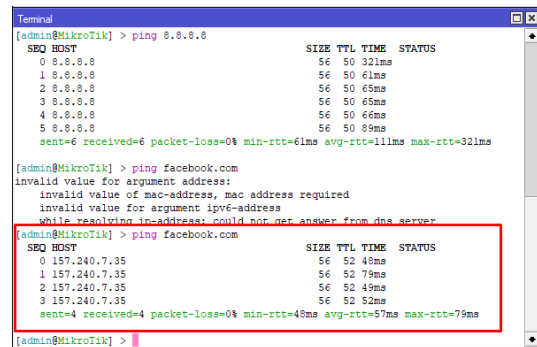 Terminal
[admin@MikroTik] > ping 8.8.8.8
SEQ HOST SIZE TTL TIME STATUS
0 8.8.8.8 56 50 321ms
1 8.8.8.8 56 50 61ms
2 8.8.8.8 56 50 65ms
3 8.8.8.8 56 50 65ms
4 8.8.8.8 56 50 66ms
5 8.8.8.8 56 50 89ms
sent=6 received=6 packet-loss=0% min-rtt=61ms avg-rtt=111ms max-rtt=321ms
[admin@MikroTik] > ping facebook.com
invalid value for argument address:
invalid value of mac-address, mac address required
invalid value for argument ipv6-address
while resolving ip-address: could not get answer from dns server
[admin@MikroTik] > ping facebook.com
SEQ HOST SIZE TTL TIME STATUS
0 157.240.7.35 56 52 48ms
1 157.240.7.35 56 52 79ms
2 157.240.7.35 56 52 49ms
3 157.240.7.35 56 52 52ms
sent=4 received=4 packet-loss=0% min-rtt=48ms avg-rtt=57ms max-rtt=79ms
[admin@MikroTik] >